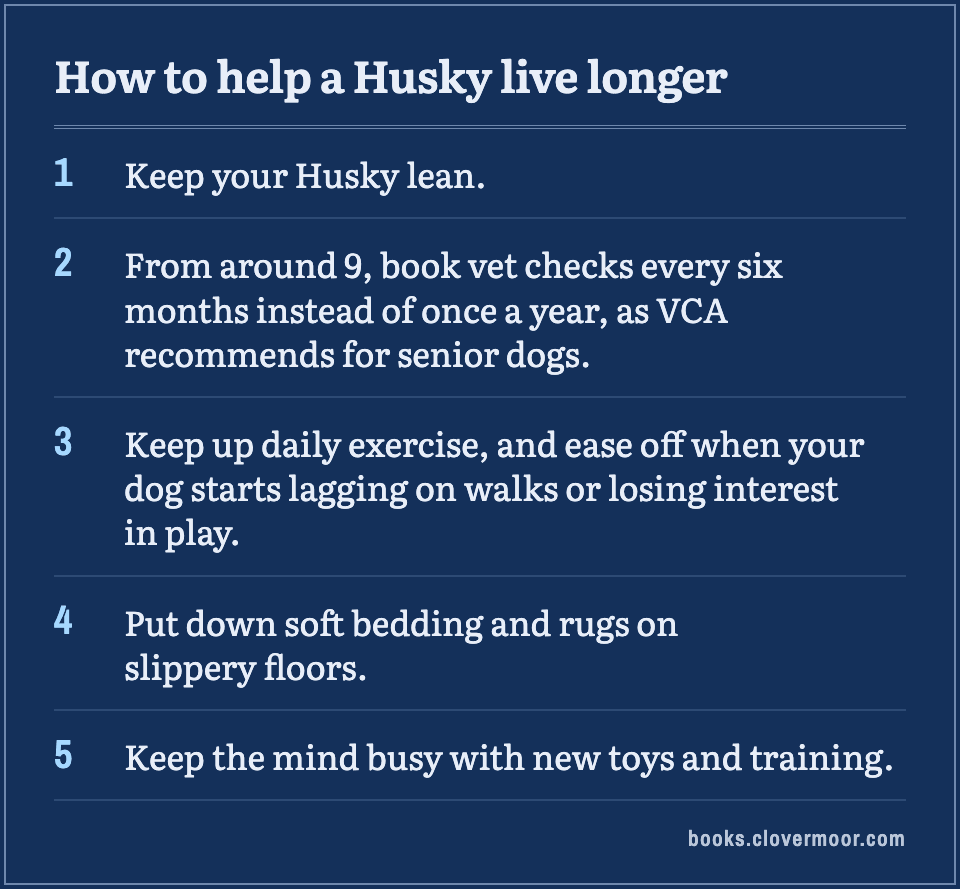 How to help a Husky live longer
1 Keep your Husky lean.
2 From around 9, book vet checks every six
months instead of once a year, as VCA
recommends for senior dogs.
3 Keep up daily exercise, and ease off when your
dog starts lagging on walks or losing interest
in play.
4 Put down soft bedding and rugs on
slippery floors.
5 Keep the mind busy with new toys and training.
books.clovermoor.com